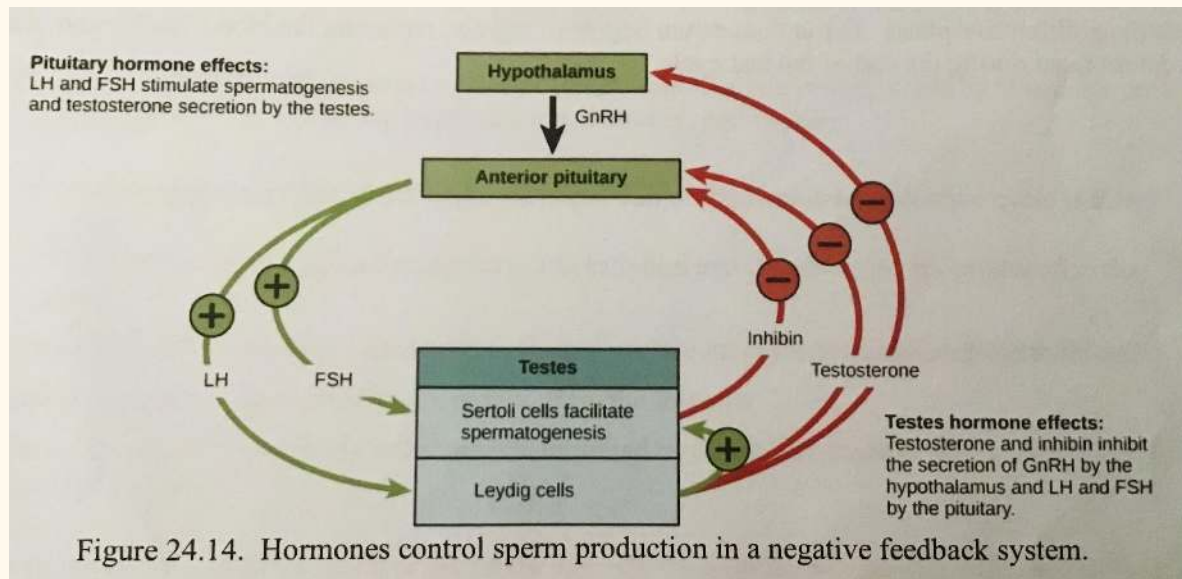 Pituitary hormone effects:
LH and FSH stimulate spermatogenesis
and testosterone secretion by the testes.
Hypothalamus
GnRH
Anterior pituitary
+
+
−
−
−
LH
FSH
Inhibin
Testosterone
Testes
Sertoli cells facilitate
spermatogenesis
+
Leydig cells
Testes hormone effects:
Testosterone and inhibin inhibit
the secretion of GnRH by the
hypothalamus and LH and FSH
by the pituitary.
Figure 24.14. Hormones control sperm production in a negative feedback system.